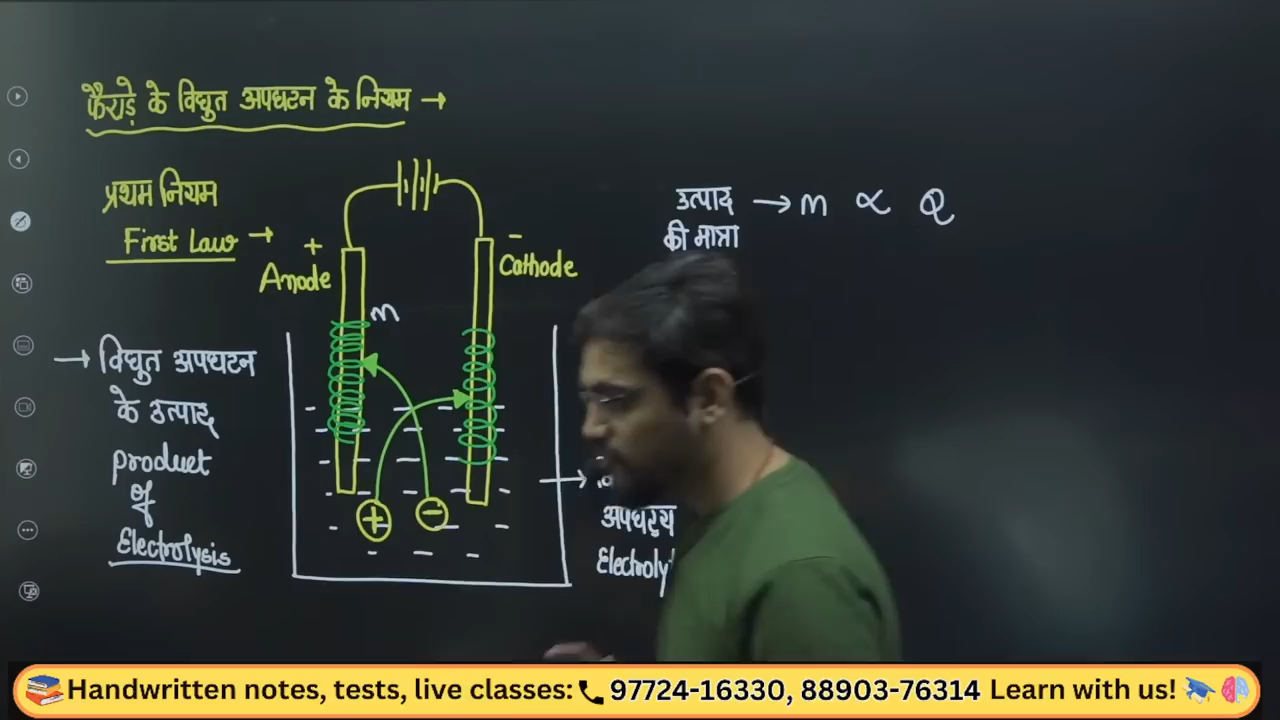 फैराडे के विद्युत अपघटन के नियम →
प्रथम नियम
First Law →
+
Anode
-
Cathode
m
→ विद्युत अपघटन
के उत्पाद
product
of
Electrolysis
+ -
उत्पाद → m ∝ Q
की मात्रा
→
अपघट्य
Handwritten notes, tests, live classes: 97724-16330, 88903-76314 Learn with us!